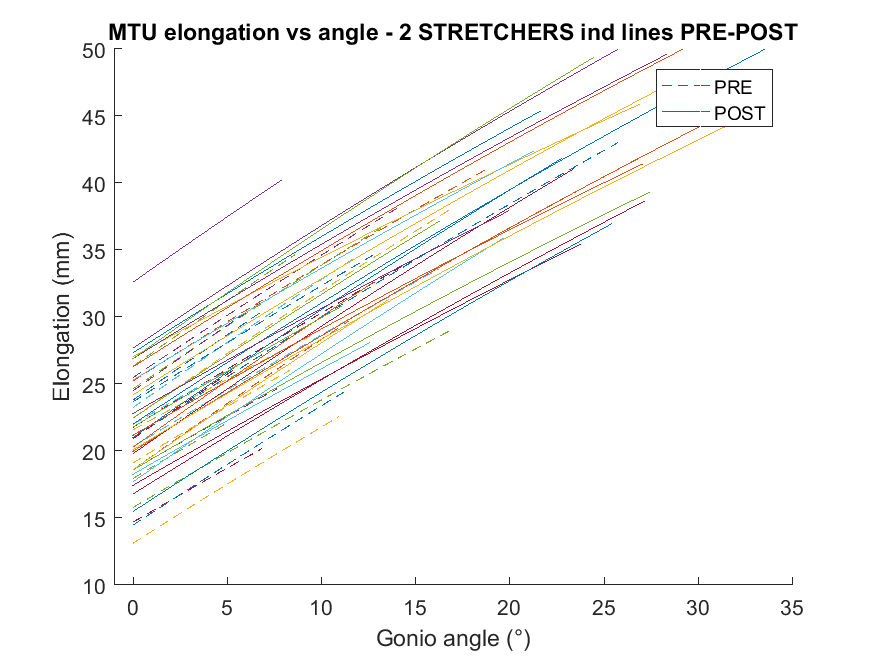 MTU elongation vs angle - 2 STRETCHERS ind lines PRE-POST
50
45
40
35
30
25
20
15
10
Elongation (mm)
PRE
POST
0 5 10 15 20 25 30 35
Gonio angle (°)